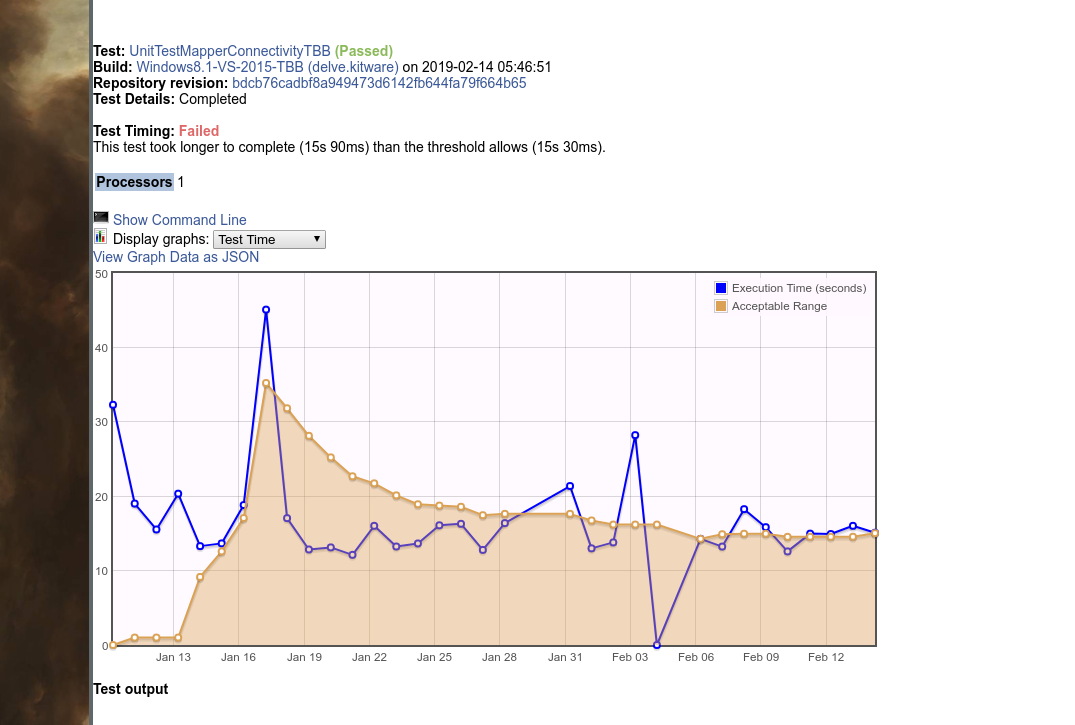 Test: UnitTestMapperConnectivityTBB (Passed)
Build: Windows8.1-VS-2015-TBB (delve.kitware) on 2019-02-14 05:46:51
Repository revision: bdcb76cadbf8a949473d6142fb644fa79f664b65
Test Details: Completed
Test Timing: Failed
This test took longer to complete (15s 90ms) than the threshold allows (15s 30ms).
Processors 1
Show Command Line
Display graphs: Test Time
View Graph Data as JSON
50
Execution Time (seconds)
Acceptable Range
40
30
20
10
0
Jan 13 Jan 16 Jan 19 Jan 22 Jan 25 Jan 28 Jan 31 Feb 03 Feb 06 Feb 09 Feb 12
Test output